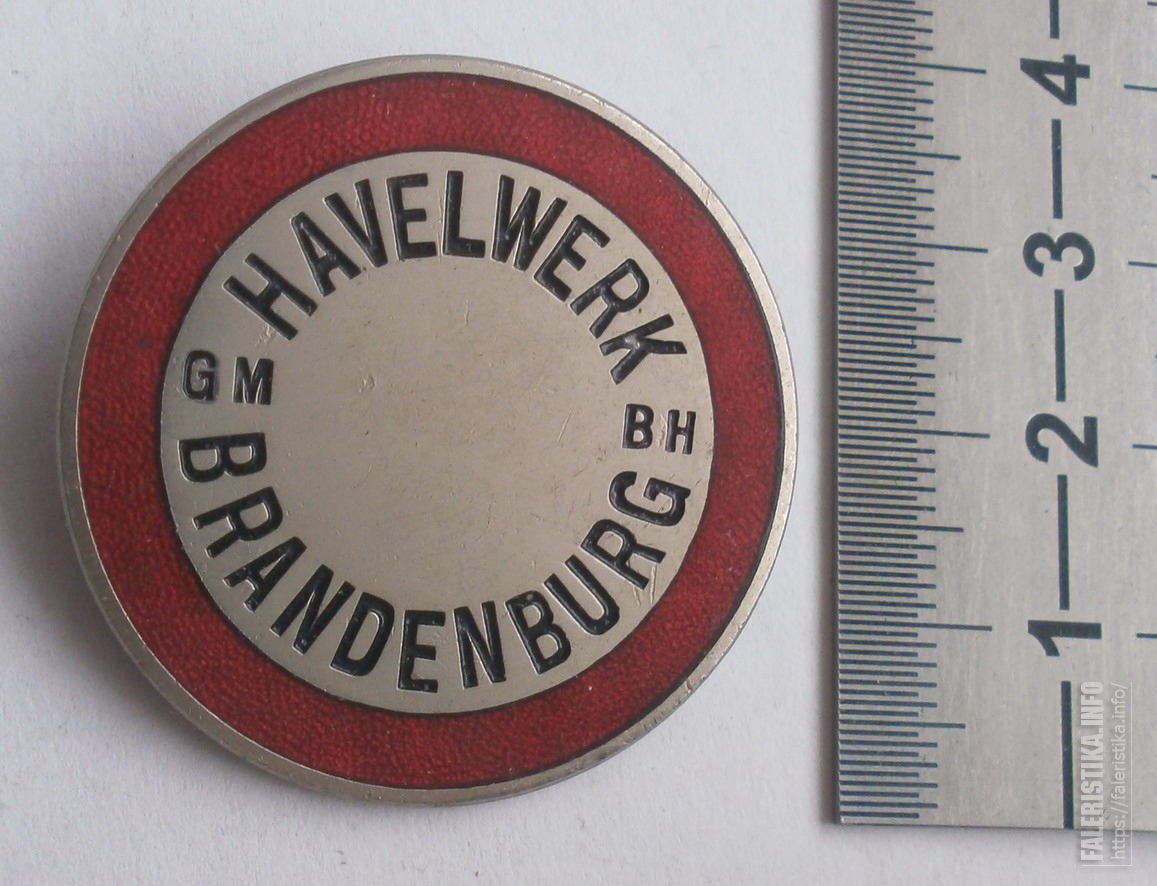 HAVELWERK
GM BH
BRANDENBURG
4
3
2
1
FALERISTIKA.INFO
https://faleristika.info/